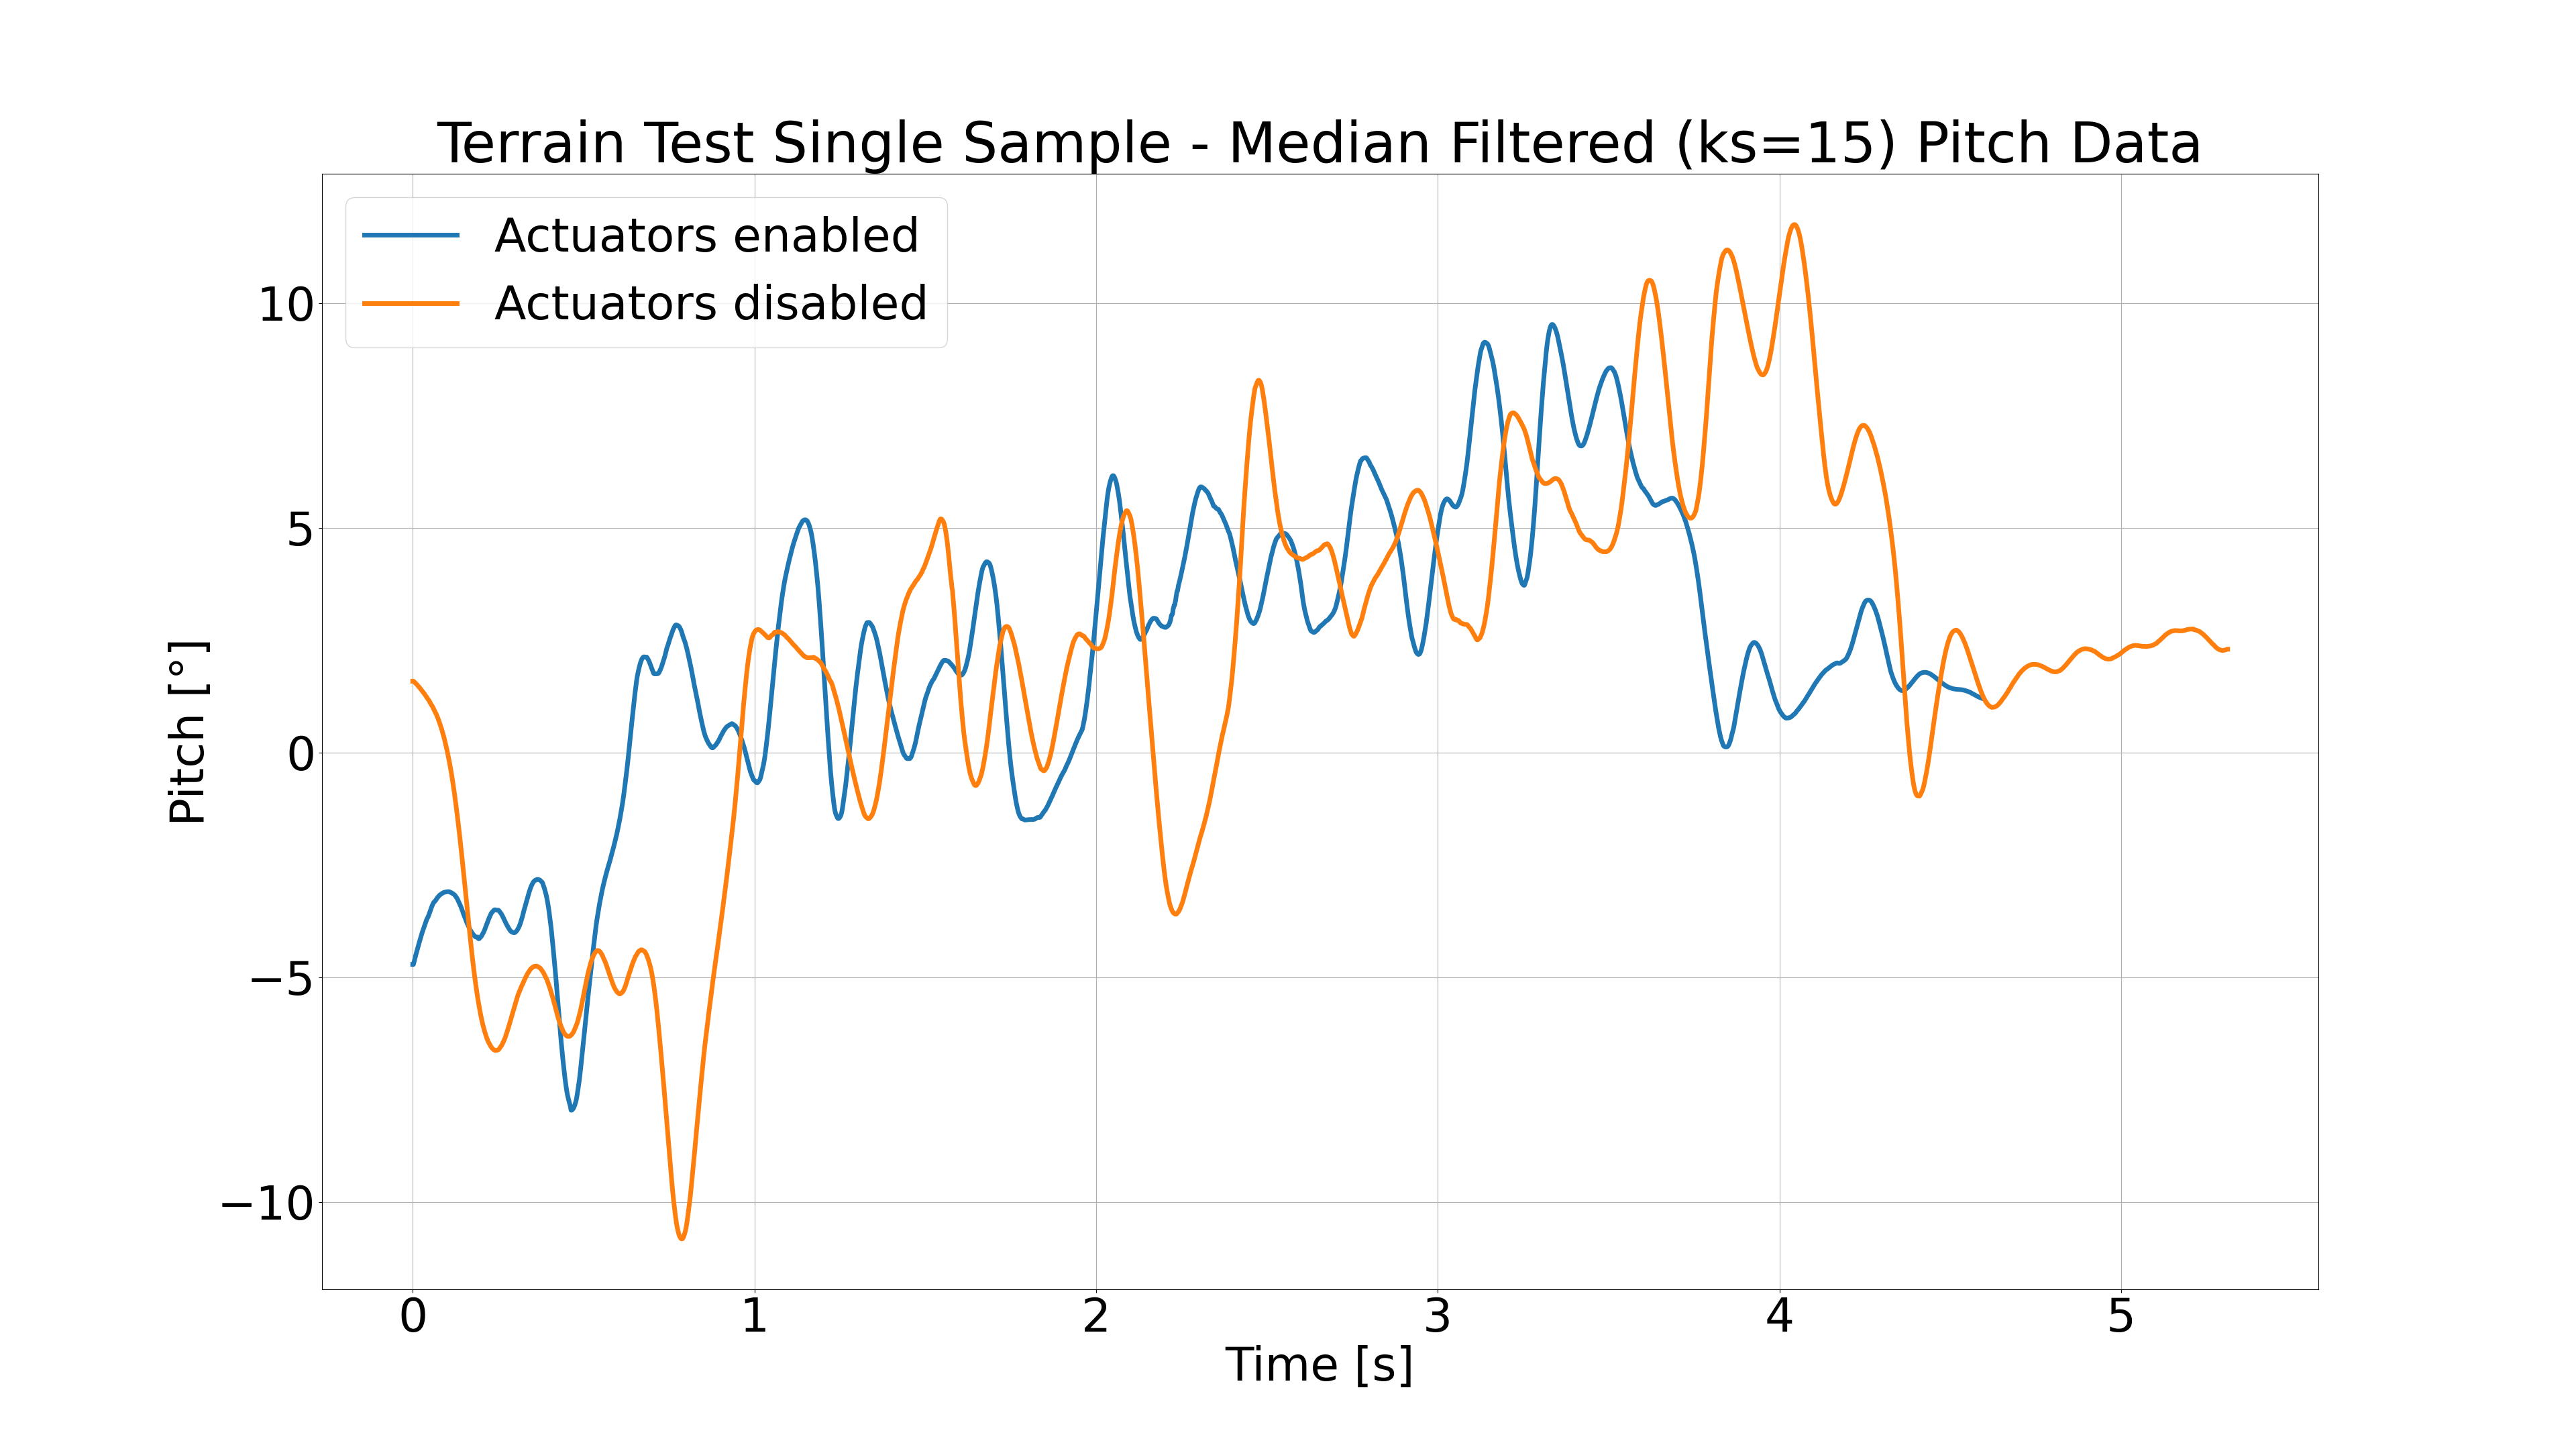 Terrain Test Single Sample - Median Filtered (ks=15) Pitch Data
Actuators enabled
Actuators disabled
10
5
0
−5
−10
Pitch [°]
0 1 2 3 4 5
Time [s]